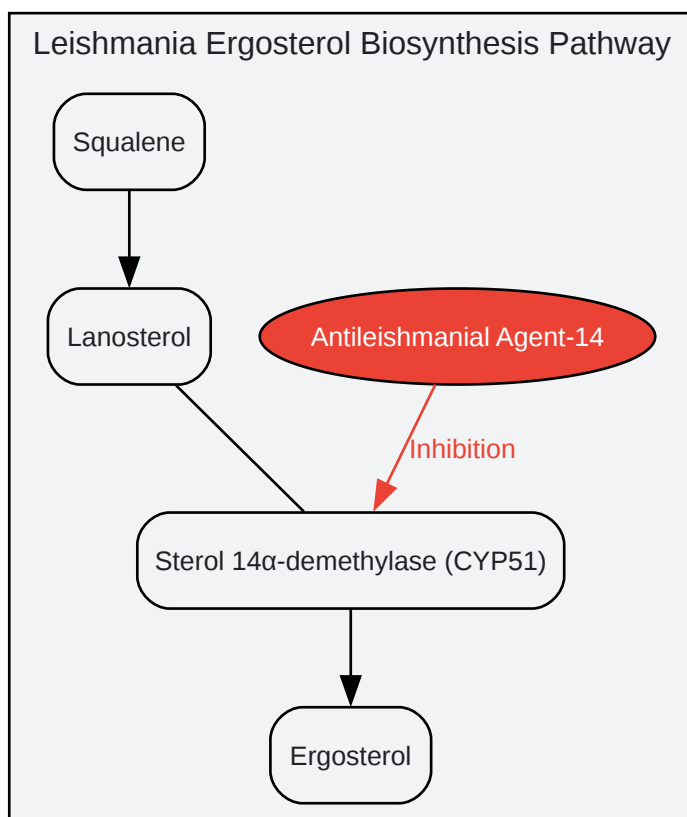 Leishmania Ergosterol Biosynthesis Pathway
Squalene
Lanosterol
Antileishmanial Agent-14
Inhibition
Sterol 14α-demethylase (CYP51)
Ergosterol